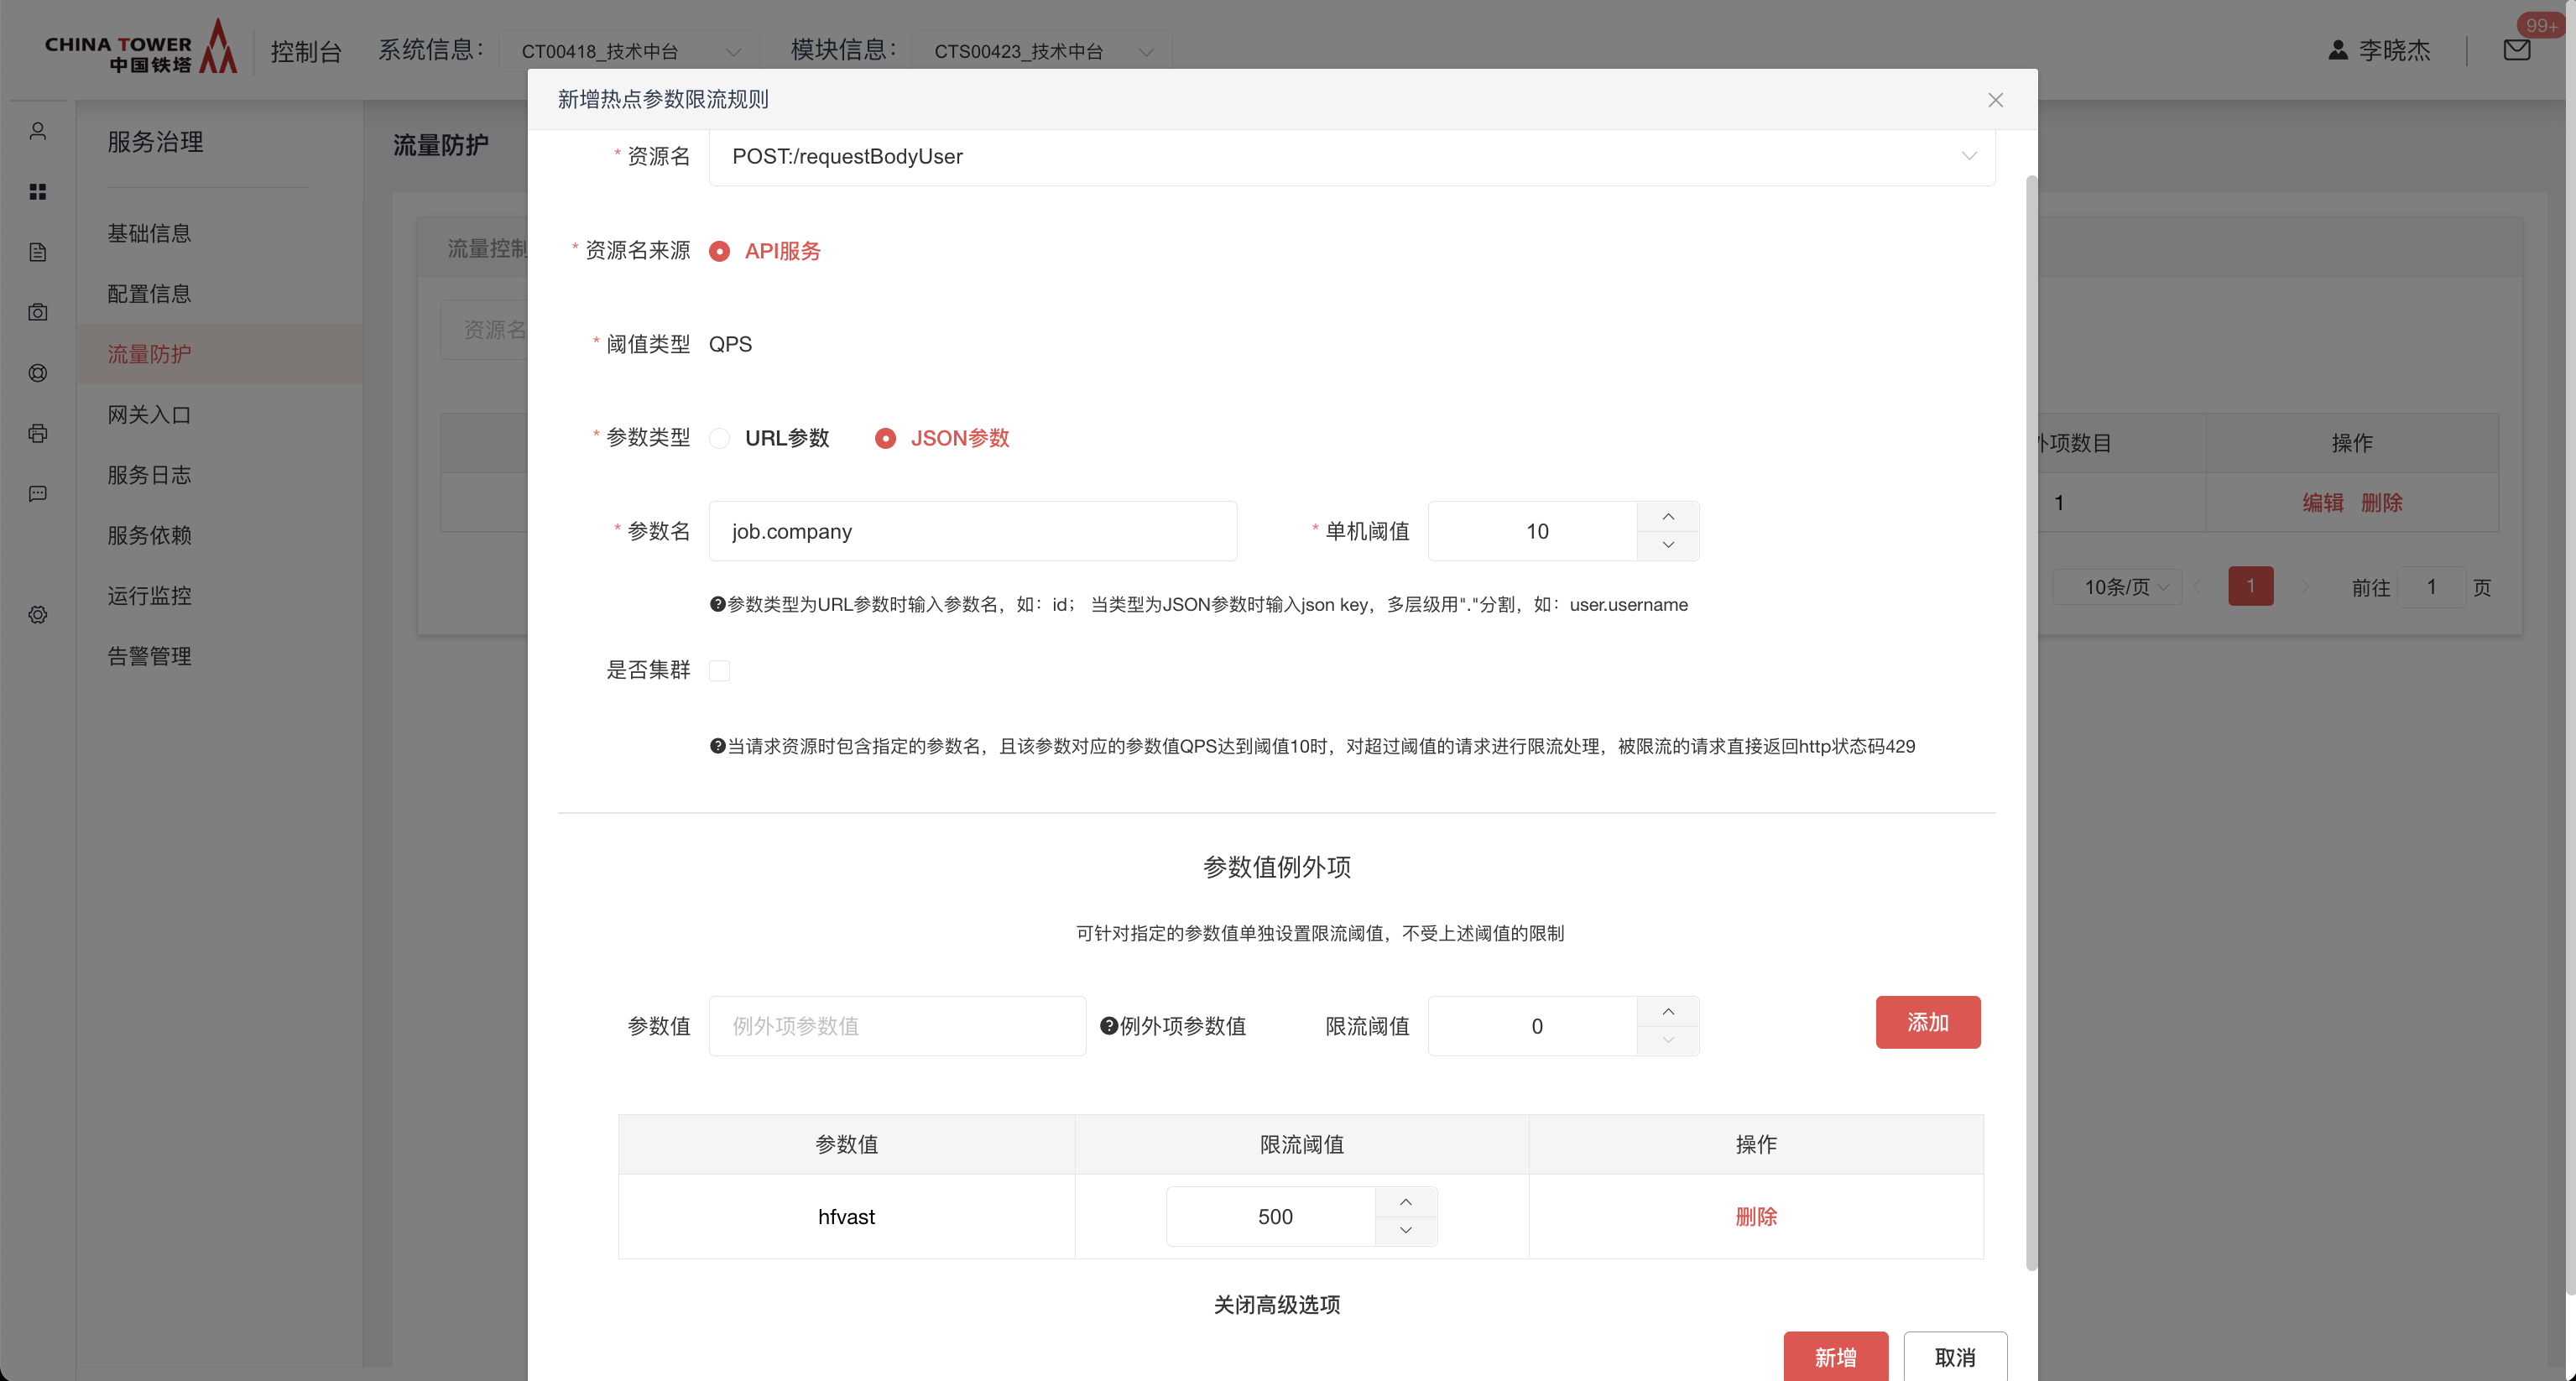 CHINA TOWER
中国铁塔
控制台
系统信息：
CT00418_技术中台
模块信息：
CTS00423_技术中台
李晓杰
99+
服务治理
基础信息
配置信息
流量防护
网关入口
服务日志
服务依赖
运行监控
告警管理
流量防护
流量控制
资源名
新增热点参数限流规则
* 资源名
POST:/requestBodyUser
* 资源名来源
API服务
* 阈值类型
QPS
* 参数类型
URL参数
JSON参数
* 参数名
job.company
* 单机阈值
10
参数类型为URL参数时输入参数名，如：id； 当类型为JSON参数时输入json key，多层级用"."分割，如：user.username
是否集群
当请求资源时包含指定的参数名，且该参数对应的参数值QPS达到阈值10时，对超过阈值的请求进行限流处理，被限流的请求直接返回http状态码429
参数值例外项
可针对指定的参数值单独设置限流阈值，不受上述阈值的限制
参数值
例外项参数值
例外项参数值
限流阈值
0
添加
参数值 限流阈值 操作
hfvast 500 删除
关闭高级选项
新增
取消
外项数目
操作
1
编辑 删除
10条/页
1
前往 1 页